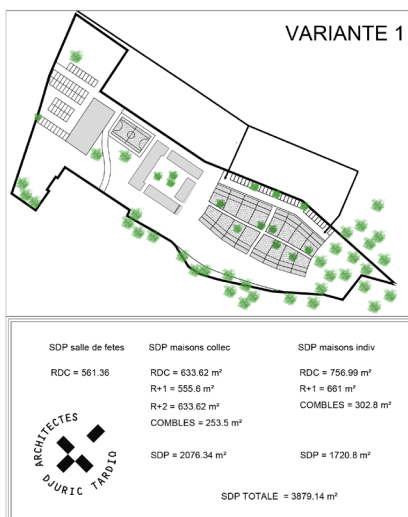 VARIANTE 1
SDP salle de fetes
RDC = 561.36
SDP maisons collec
RDC = 633.62 m²
R+1 = 555.6 m²
R+2 = 633.62 m²
COMBLES = 253.5 m²
SDP = 2076.34 m²
SDP maisons indiv
RDC = 756.99 m²
R+1 = 661 m²
COMBLES = 302.8 m²
SDP = 1720.8 m²
ARCHITECTES
DJURIC TARDIO
SDP TOTALE = 3879.14 m²